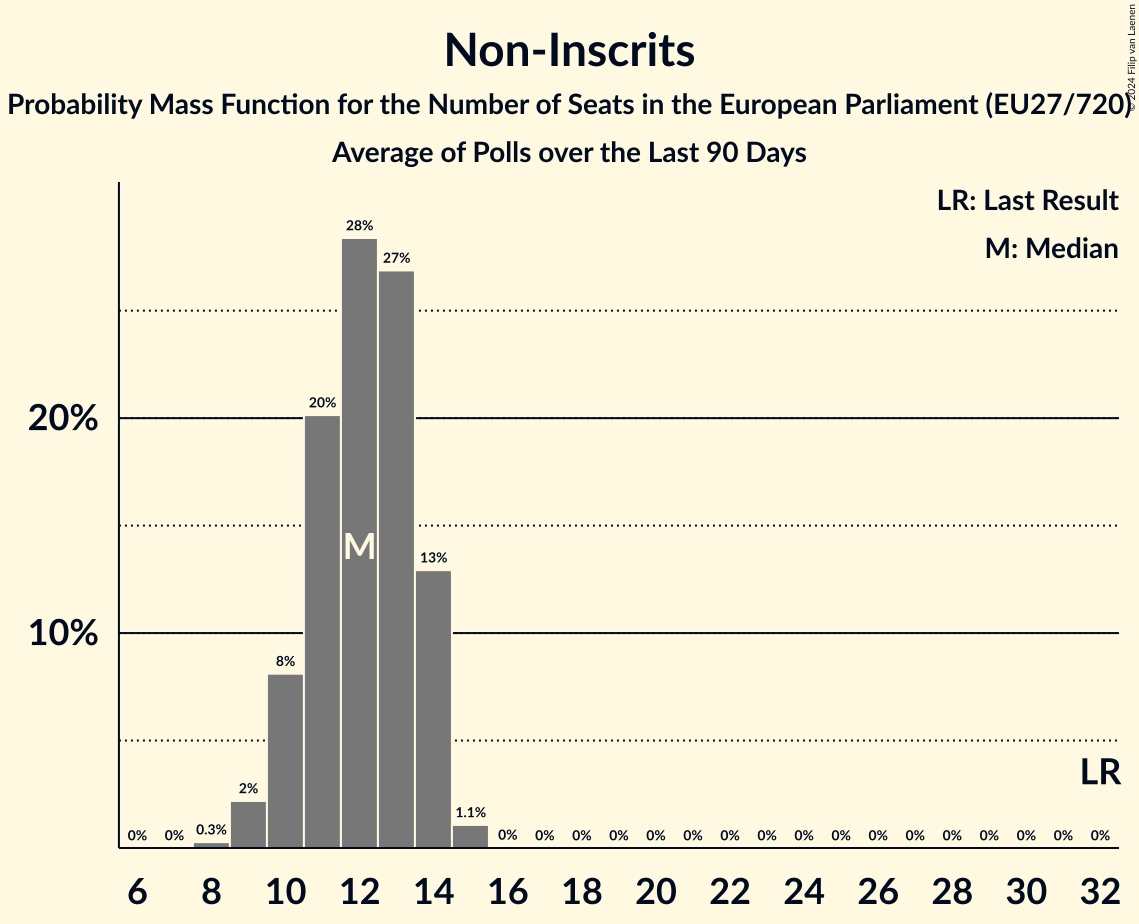 Non-Inscrits
Probability Mass Function for the Number of Seats in the European Parliament (EU27/720)
Average of Polls over the Last 90 Days
© 2024 Filip van Laenen
LR: Last Result
M: Median
28%
27%
20%
20%
M
13%
10%
8%
LR
2%
1.1%
0% 0% 0.3% 0% 0% 0% 0% 0% 0% 0% 0% 0% 0% 0% 0% 0% 0% 0% 0%
6 8 10 12 14 16 18 20 22 24 26 28 30 32